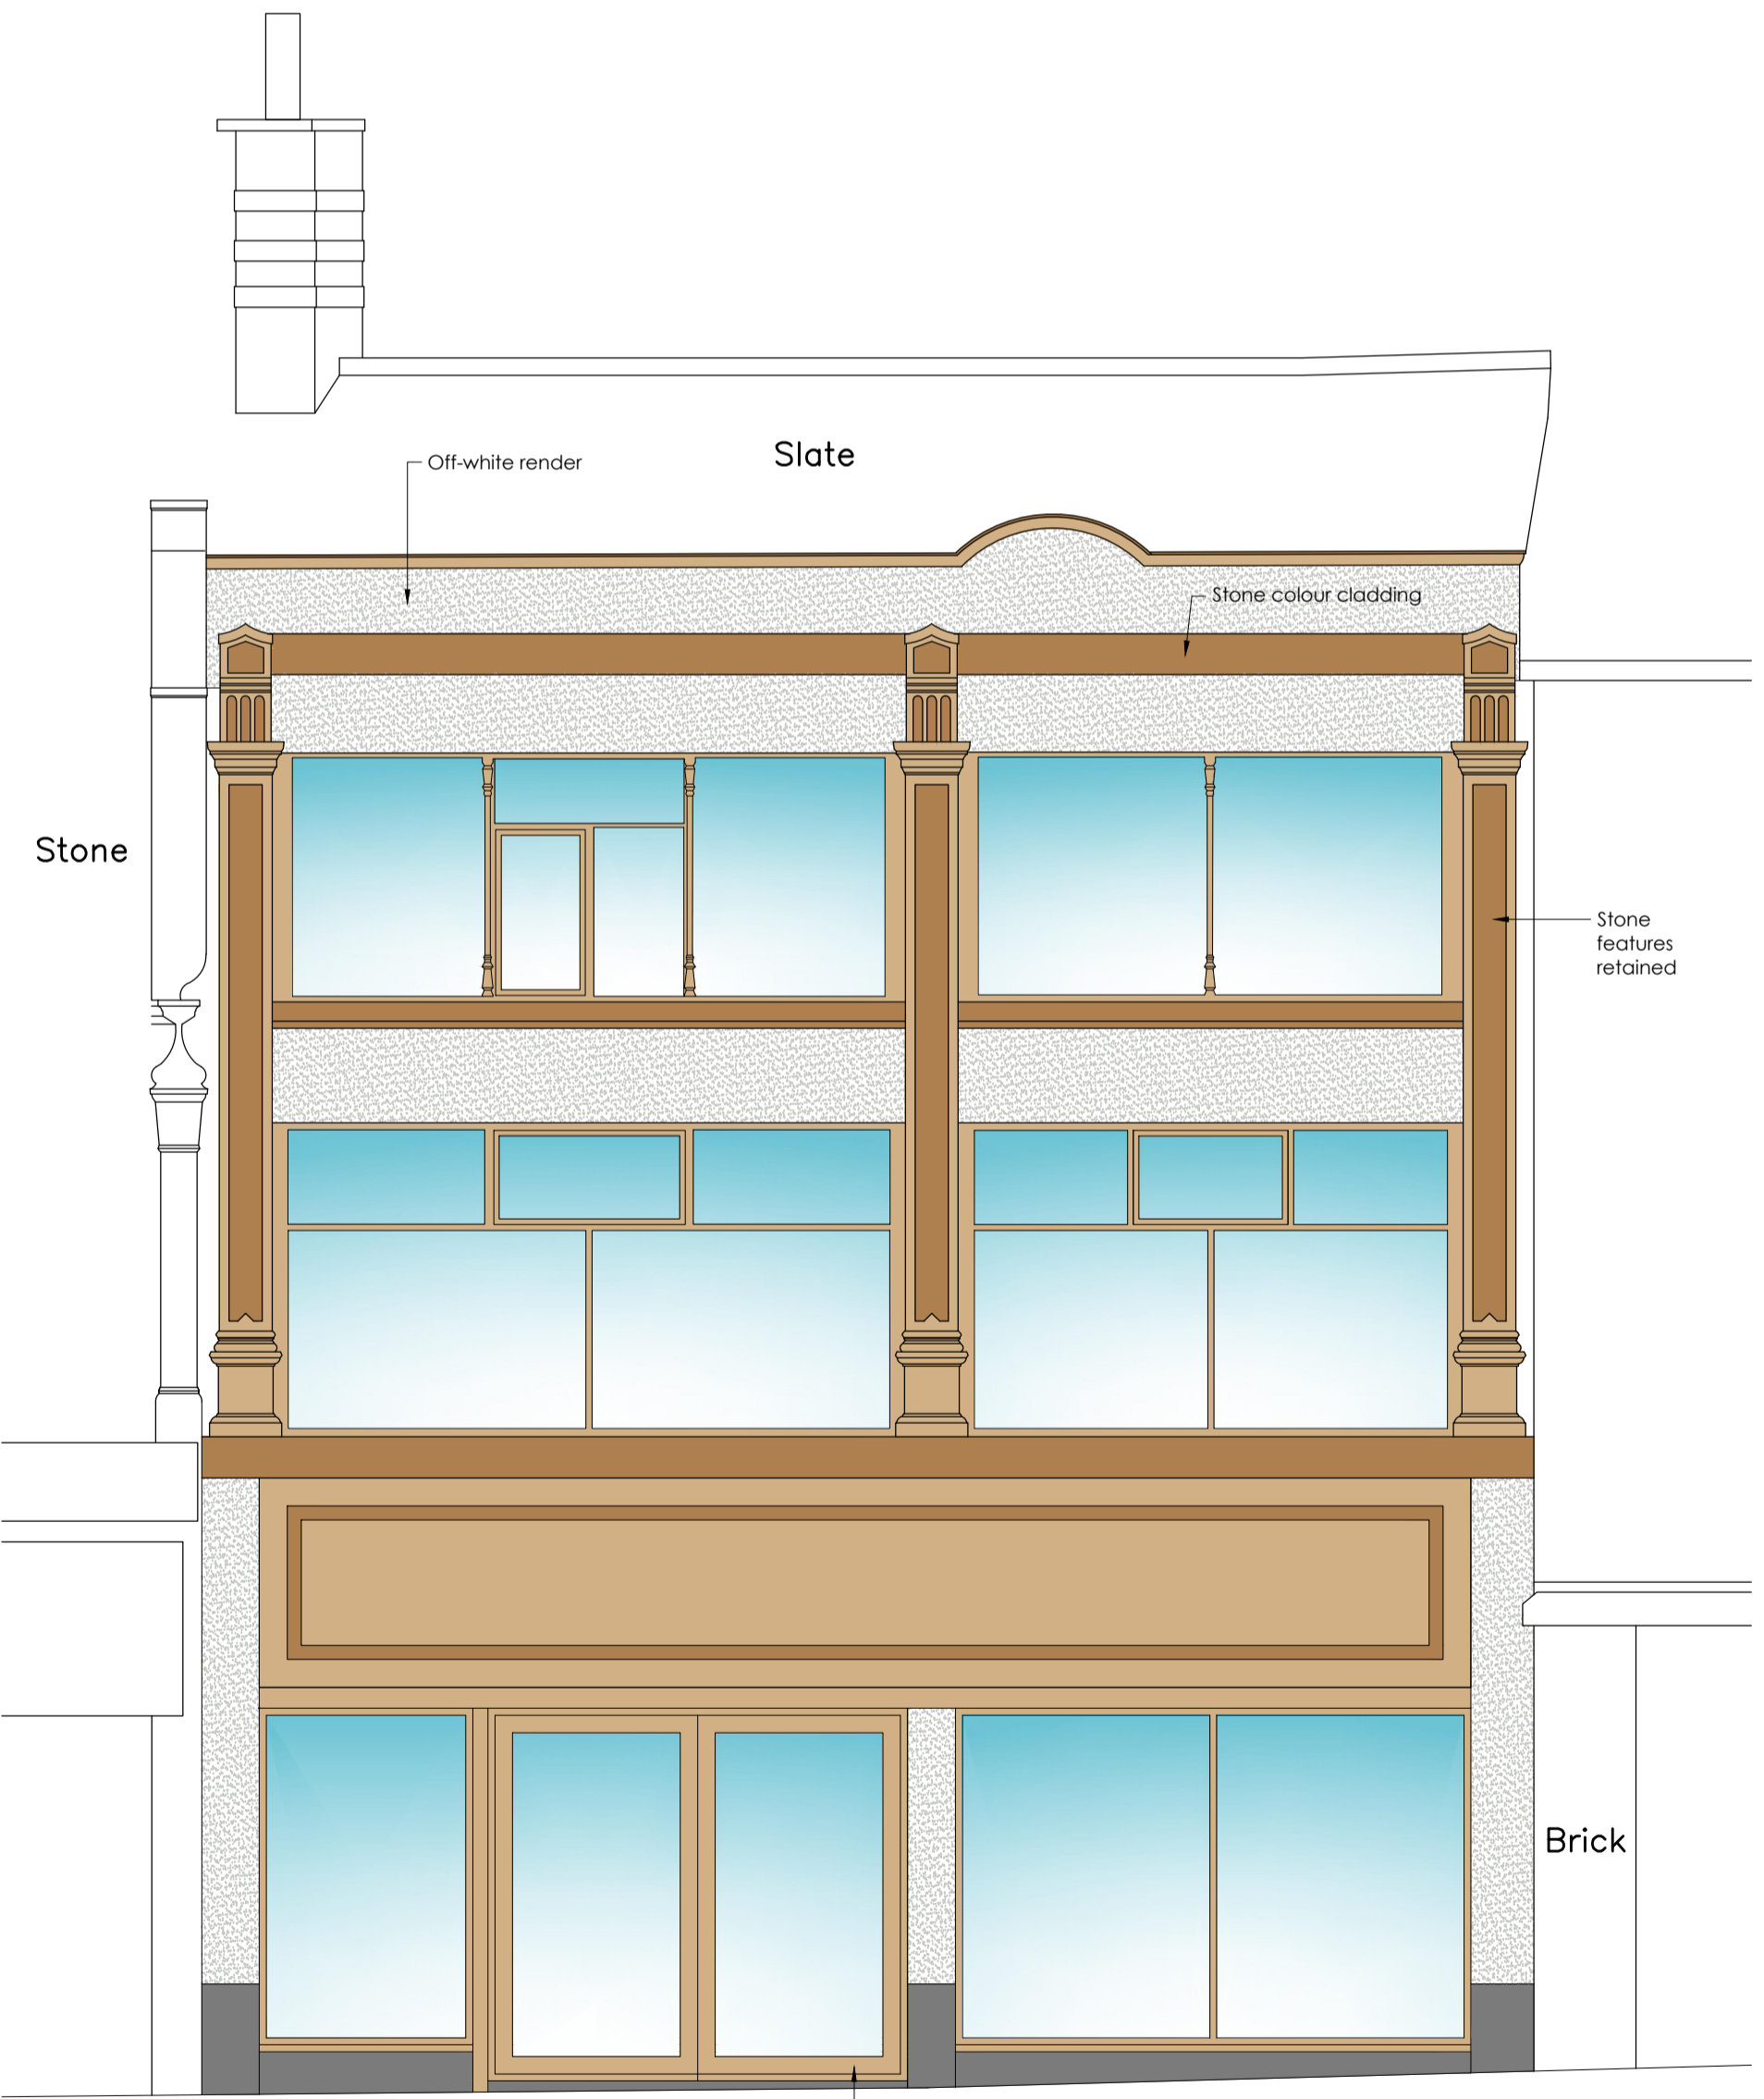 Slate
Off-white render
Stone colour cladding
Stone
Stone
features
retained
Brick